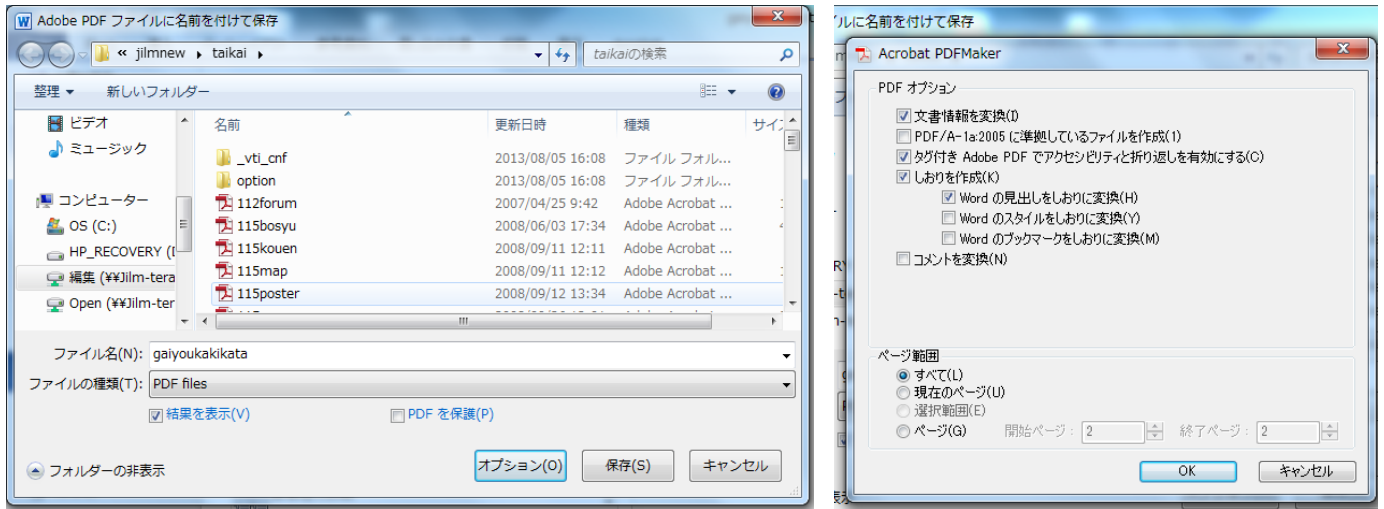 Adobe PDF ファイルに名前を付けて保存
« jilmnew taikai
taikaiの検索
整理 新しいフォルダー
ビデオ
ミュージック
コンピューター
OS (C:)
HP_RECOVERY (
編集 (¥¥Jilm-tera
Open (¥¥Jilm-ter
名前 更新日時 種類 サイ
_vti_cnf 2013/08/05 16:08 ファイル フォル...
option 2013/08/05 16:08 ファイル フォル...
112forum 2007/04/25 9:42 Adobe Acrobat ...
115bosyu 2008/06/03 17:34 Adobe Acrobat ...
115kouen 2008/09/11 12:11 Adobe Acrobat ...
115map 2008/09/11 12:12 Adobe Acrobat ...
115poster 2008/09/12 13:34 Adobe Acrobat ...
ファイル名(N): gaiyoukakikata
ファイルの種類(T): PDF files
結果を表示(V) PDF を保護(P)
フォルダーの非表示
オプション(O) 保存(S) キャンセル
ルに名前を付けて保存
Acrobat PDFMaker
PDF オプション
文書情報を変換(I)
PDF/A-1a:2005 に準拠しているファイルを作成(1)
タグ付き Adobe PDF でアクセシビリティと折り返しを有効にする(C)
しおりを作成(K)
Word の見出しをしおりに変換(H)
Word のスタイルをしおりに変換(Y)
Word のブックマークをしおりに変換(M)
コメントを変換(N)
ページ範囲
すべて(L)
現在のページ(U)
選択範囲(E)
ページ(G) 開始ページ: 2 終了ページ: 2
OK キャンセル